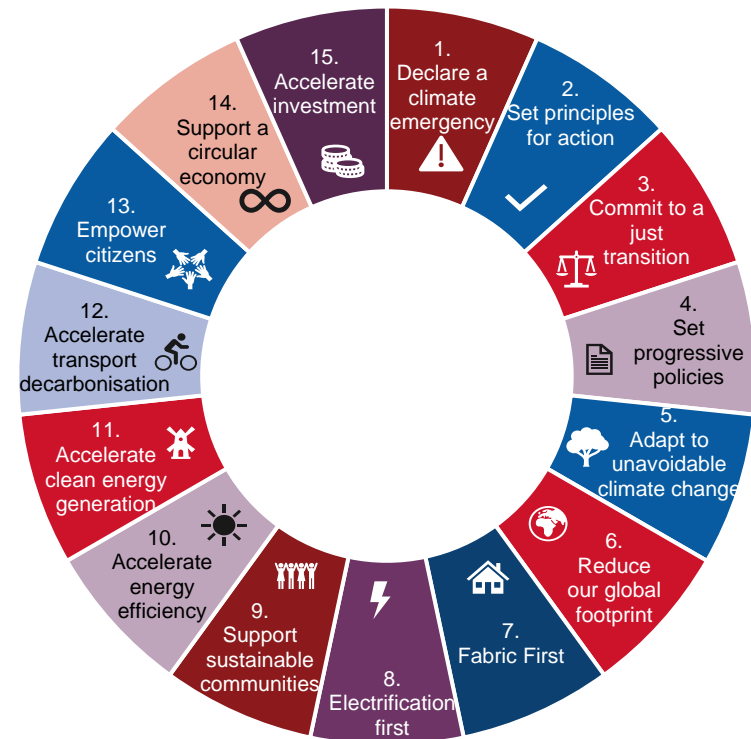 1.
Declare a
climate
emergency
2.
Set principles
for action
3.
Commit to a
just
transition
4.
Set
progressive
policies
5.
Adapt to
unavoidable
climate change
6.
Reduce
our global
footprint
7.
Fabric First
8.
Electrification
first
9.
Support
sustainable
communities
10.
Accelerate
energy
efficiency
11.
Accelerate
clean energy
generation
12.
Accelerate
transport
decarbonisation
13.
Empower
citizens
14.
Support a
circular
economy
15.
Accelerate
investment